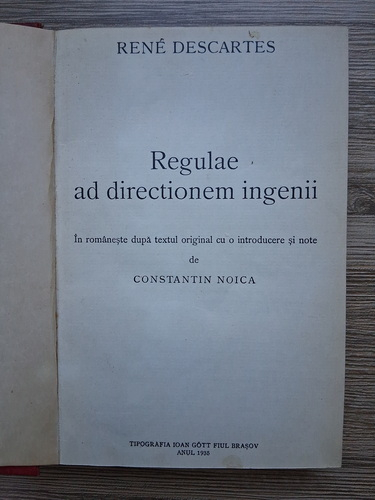 RENÉ DESCARTES
Regulae
ad directionem ingenii
În românește după textul original cu o introducere și note
de
CONSTANTIN NOICA
TIPOGRAFIA IOAN GÖTT FIUL BRAȘOV
ANUL